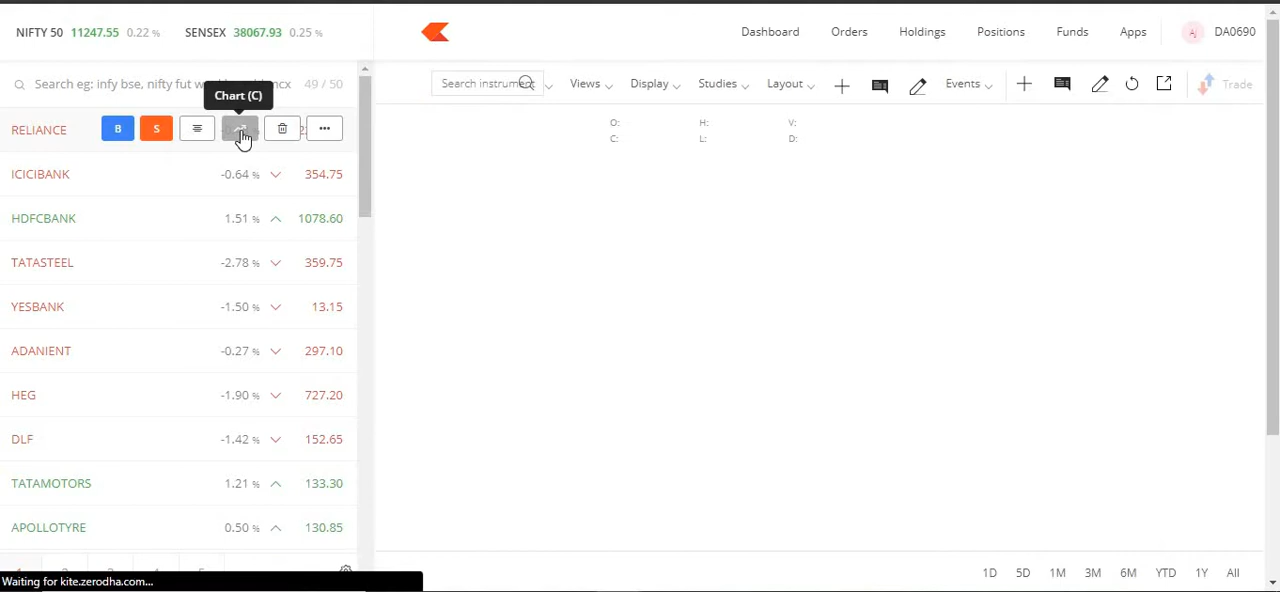 NIFTY 50 11247.55 0.22 % SENSEX 38067.93 0.25 %
Dashboard Orders Holdings Positions Funds Apps DA0690
Search eg: infy bse, nifty fut w 49 / 50
Search instrument Views Display Studies Layout Events Trade
Chart (C)
RELIANCE B S
O: H: V:
C: L: D:
ICICIBANK -0.64 % 354.75
HDFCBANK 1.51 % 1078.60
TATASTEEL -2.78 % 359.75
YESBANK -1.50 % 13.15
ADANIENT -0.27 % 297.10
HEG -1.90 % 727.20
DLF -1.42 % 152.65
TATAMOTORS 1.21 % 133.30
APOLLOTYRE 0.50 % 130.85
1D 5D 1M 3M 6M YTD 1Y All
Waiting for kite.zerodha.com...